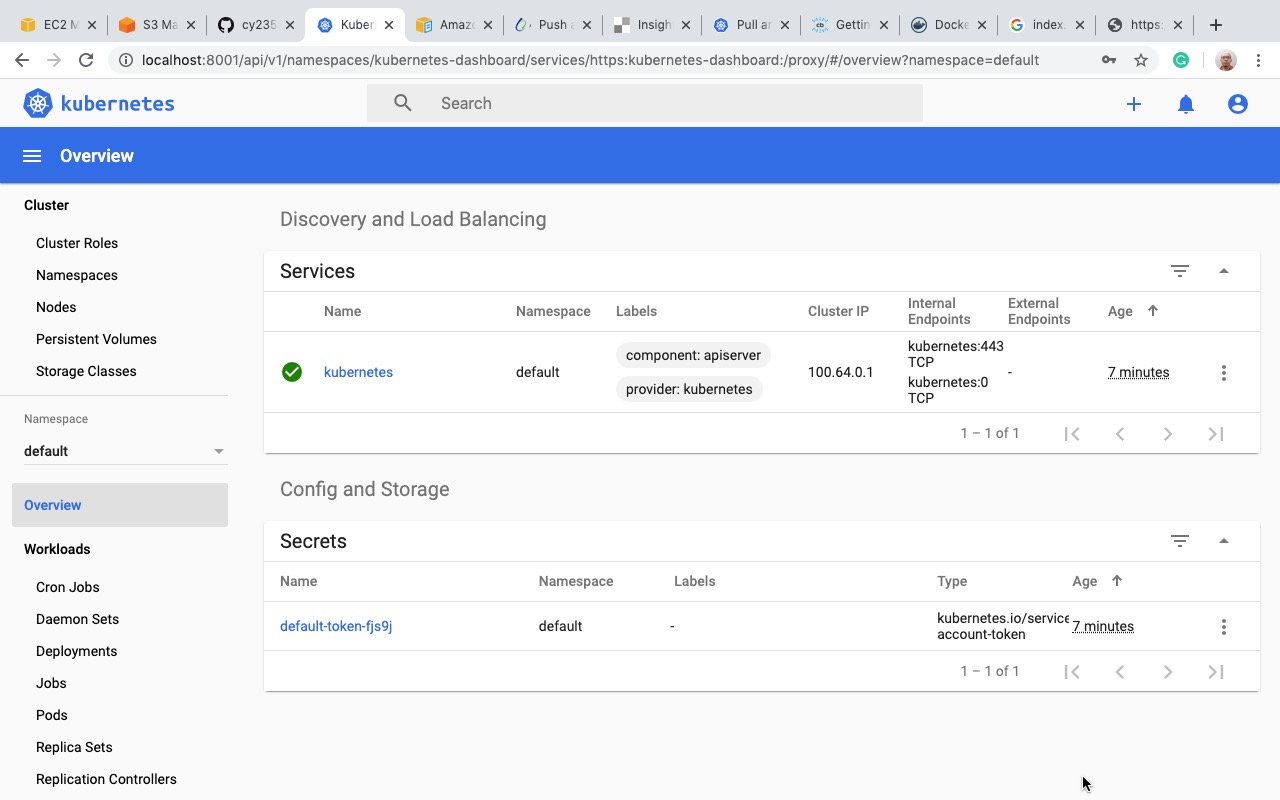 EC2 M
S3 Ma
cy235
Kuber
Amaz
Push a
Insigh
Pull an
Gettin
Docke
index.
https:
localhost:8001/api/v1/namespaces/kubernetes-dashboard/services/https:kubernetes-dashboard:/proxy/#/overview?namespace=default
kubernetes
Search
Overview
Cluster
Cluster Roles
Namespaces
Nodes
Persistent Volumes
Storage Classes
Namespace
default
Overview
Workloads
Cron Jobs
Daemon Sets
Deployments
Jobs
Pods
Replica Sets
Replication Controllers
Discovery and Load Balancing
Services
Name Namespace Labels Cluster IP Internal Endpoints External Endpoints Age
kubernetes default component: apiserver provider: kubernetes 100.64.0.1 kubernetes:443 TCP kubernetes:0 TCP - 7 minutes
1 – 1 of 1
Config and Storage
Secrets
Name Namespace Labels Type Age
default-token-fjs9j default - kubernetes.io/service account-token 7 minutes
1 – 1 of 1